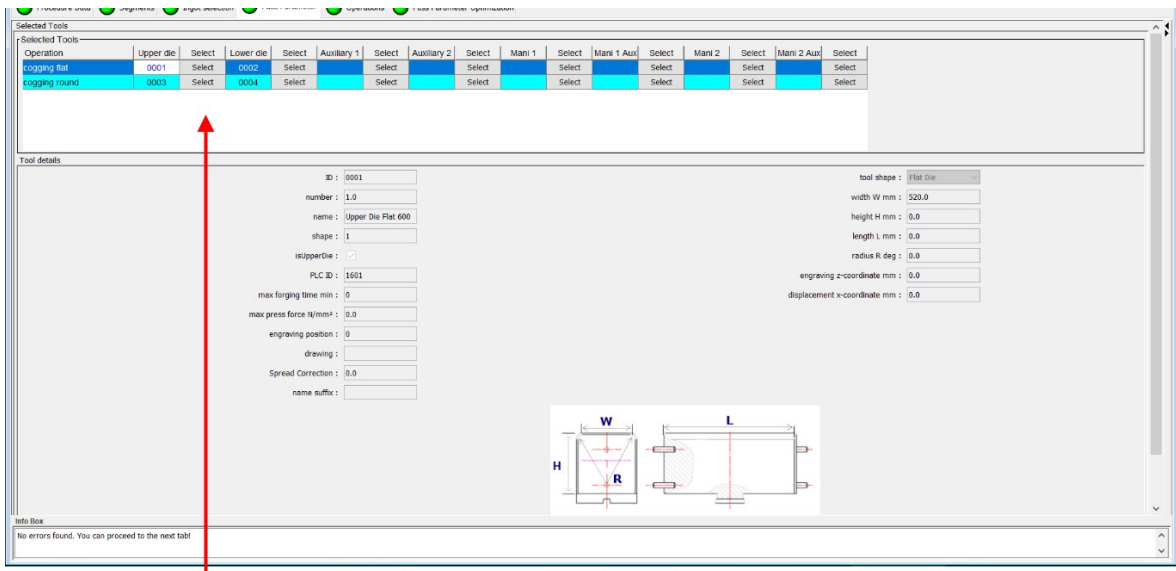 Procedure Data Segments Ingot selection Pass Parameter Operations Pass Parameter Optimization
Selected Tools
Selected Tools
Operation Upper die Select Lower die Select Auxiliary 1 Select Auxiliary 2 Select Mani 1 Select Mani 1 Aux Select Mani 2 Select Mani 2 Aux Select
cogging flat 0001 Select 0002 Select Select Select Select Select Select Select
cogging round 0003 Select 0004 Select Select Select Select Select Select Select
Tool details
ID : 0001
number : 1.0
name : Upper Die Flat 600
shape : 1
isUpperDie :
PLC ID : 1601
max forging time min : 0
max press force N/mm² : 0.0
engraving position : 0
drawing :
Spread Correction : 0.0
name suffix :
tool shape : Flat Die
width W mm : 520.0
height H mm : 0.0
length L mm : 0.0
radius R deg : 0.0
engraving z-coordinate mm : 0.0
displacement x-coordinate mm : 0.0
W L
H
R
Info Box
No errors found. You can proceed to the next tab!